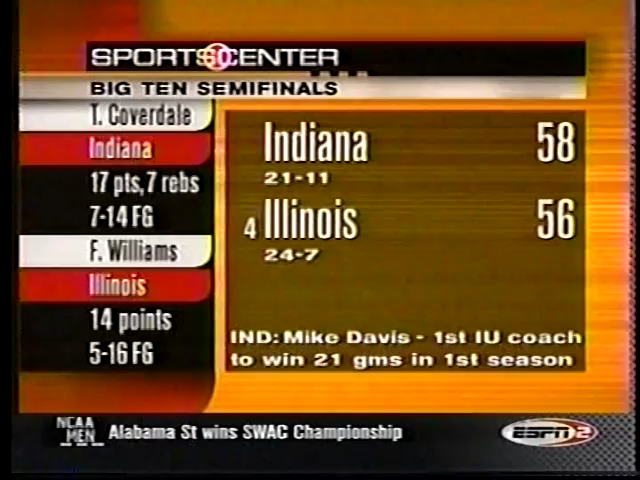 SPORTSCENTER
BIG TEN SEMIFINALS
T. Coverdale
Indiana
17 pts, 7 rebs
7-14 FG
F. Williams
Illinois
14 points
5-16 FG
Indiana 58
21-11
4 Illinois 56
24-7
IND: Mike Davis - 1st IU coach
to win 21 gms in 1st season
NCAA
MEN
Alabama St wins SWAC Championship
ESPN2